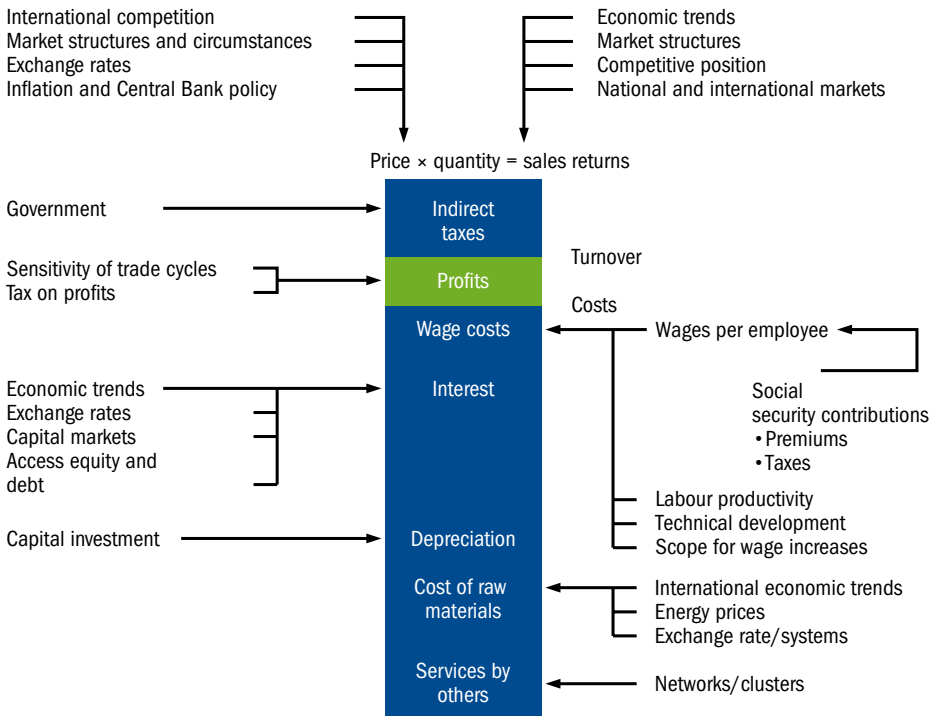 International competition
Market structures and circumstances
Exchange rates
Inflation and Central Bank policy
Economic trends
Market structures
Competitive position
National and international markets
Price × quantity = sales returns
Government
Indirect
taxes
Turnover
Sensitivity of trade cycles
Tax on profits
Profits
Costs
Wage costs
Wages per employee
Social
security contributions
•Premiums
•Taxes
Economic trends
Exchange rates
Capital markets
Access equity and
debt
Interest
Labour productivity
Technical development
Scope for wage increases
Capital investment
Depreciation
Cost of raw
materials
International economic trends
Energy prices
Exchange rate/systems
Services by
others
Networks/clusters